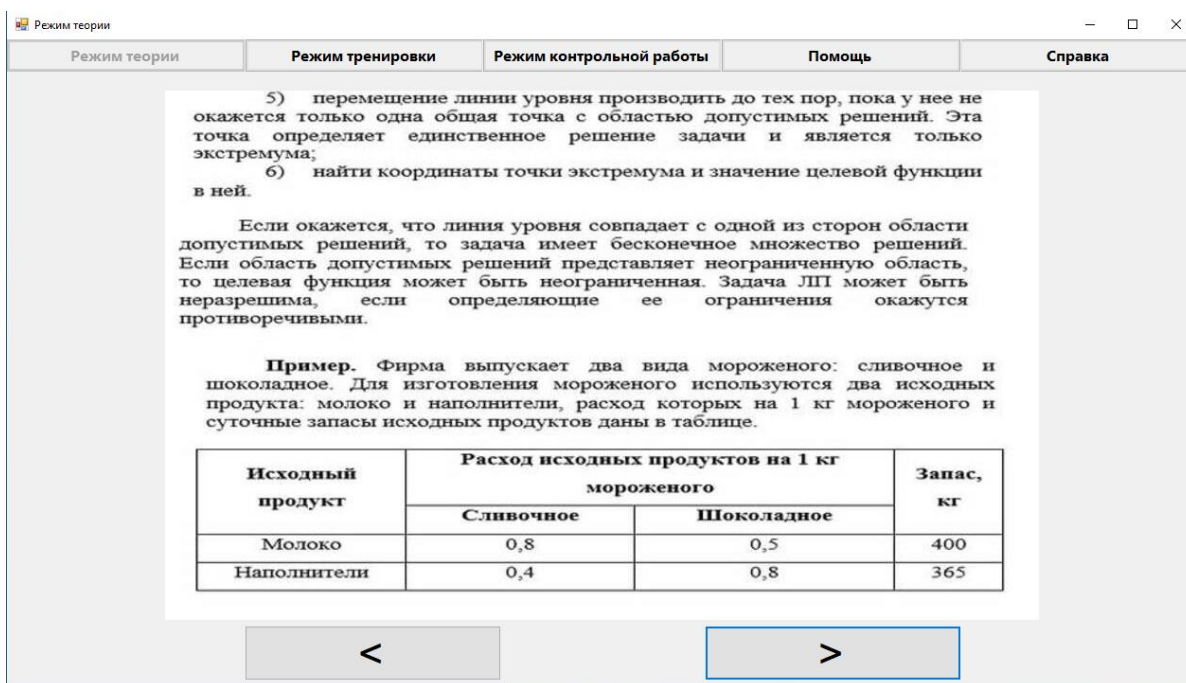 Режим теории
Режим теории Режим тренировки Режим контрольной работы Помощь Справка
5) перемещение линии уровня производить до тех пор, пока у нее не
окажется только одна общая точка с областью допустимых решений. Эта
точка определяет единственное решение задачи и является только
экстремума;
6) найти координаты точки экстремума и значение целевой функции
в ней.
Если окажется, что линия уровня совпадает с одной из сторон области
допустимых решений, то задача имеет бесконечное множество решений.
Если область допустимых решений представляет неограниченную область,
то целевая функция может быть неограниченная. Задача ЛП может быть
неразрешима, если определяющие ее ограничения окажутся
противоречивыми.
Пример. Фирма выпускает два вида мороженого: сливочное и
шоколадное. Для изготовления мороженого используются два исходных
продукта: молоко и наполнители, расход которых на 1 кг мороженого и
суточные запасы исходных продуктов даны в таблице.
Исходный
продукт
Расход исходных продуктов на 1 кг
мороженого
Запас,
кг
Сливочное Шоколадное
Молоко 0,8 0,5 400
Наполнители 0,4 0,8 365
< >